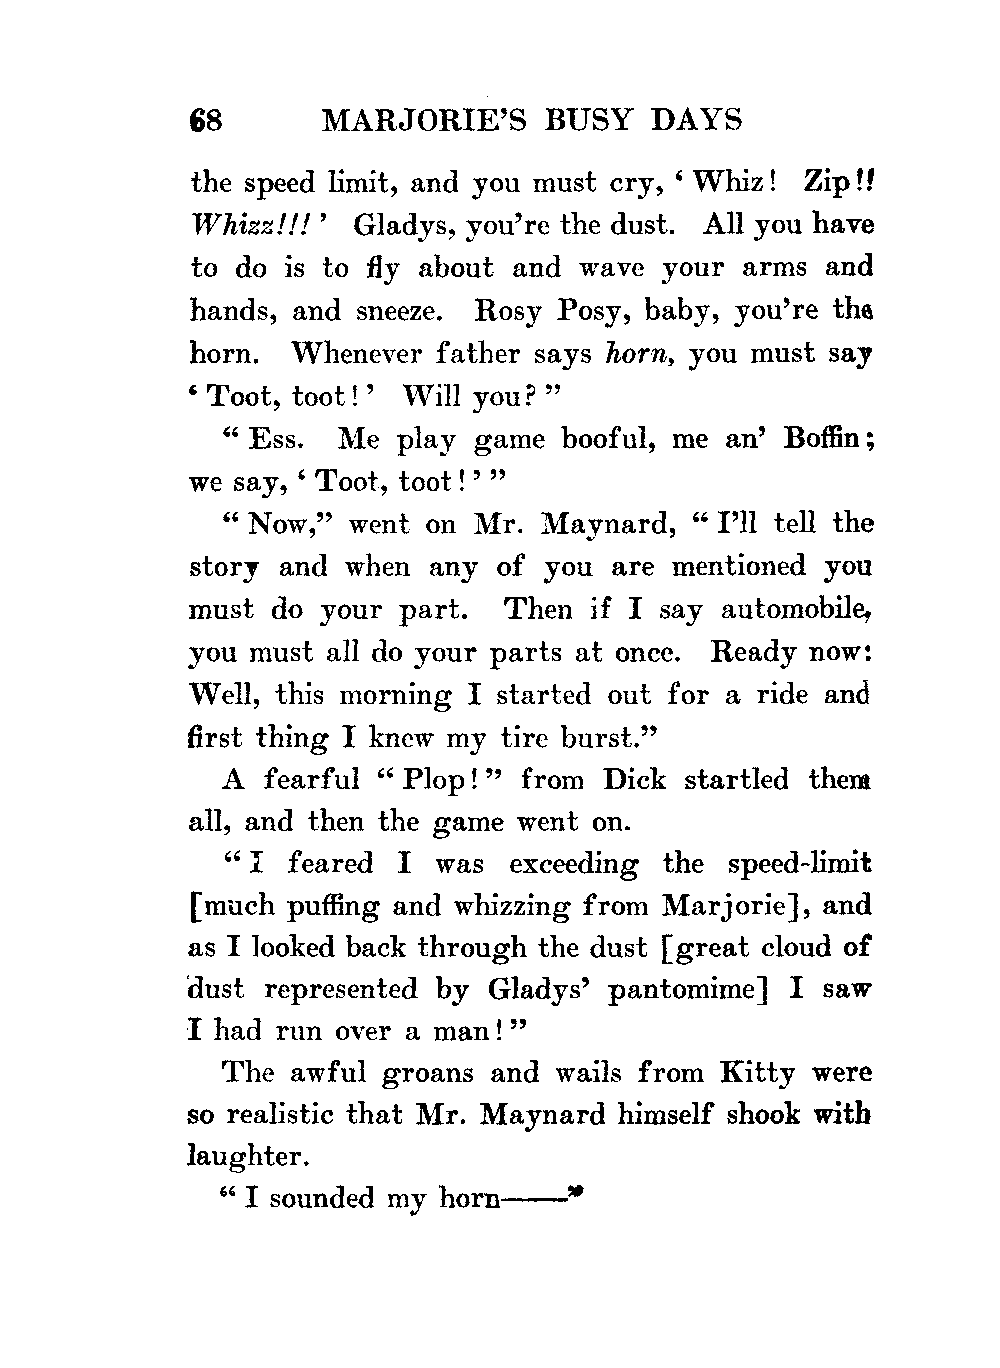 68 MARJORIE'S BUSY DAYS
the speed limit, and you must cry, ‘Whiz! Zip!!
Whizz!!!’ Gladys, you’re the dust. All you have
to do is to fly about and wave your arms and
hands, and sneeze. Rosy Posy, baby, you’re the
horn. Whenever father says horn, you must say
‘Toot, toot!’ Will you?”
“Ess. Me play game booful, me an’ Boffin;
we say, ‘Toot, toot!’”
“Now,” went on Mr. Maynard, “I’ll tell the
story and when any of you are mentioned you
must do your part. Then if I say automobile,
you must all do your parts at once. Ready now:
Well, this morning I started out for a ride and
first thing I knew my tire burst.”
A fearful “Plop!” from Dick startled them
all, and then the game went on.
“I feared I was exceeding the speed-limit
[much puffing and whizzing from Marjorie], and
as I looked back through the dust [great cloud of
dust represented by Gladys’ pantomime] I saw
I had run over a man!”
The awful groans and wails from Kitty were
so realistic that Mr. Maynard himself shook with
laughter.
“I sounded my horn——”